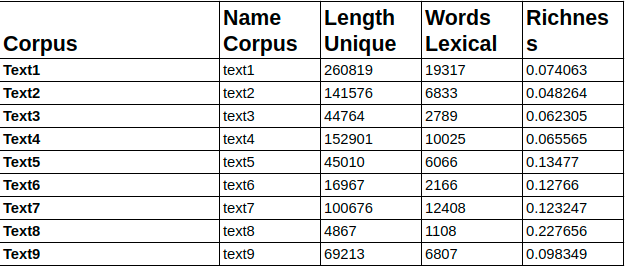 Corpus Name Corpus Length Unique Words Lexical Richness
Text1 text1 260819 19317 0.074063
Text2 text2 141576 6833 0.048264
Text3 text3 44764 2789 0.062305
Text4 text4 152901 10025 0.065565
Text5 text5 45010 6066 0.13477
Text6 text6 16967 2166 0.12766
Text7 text7 100676 12408 0.123247
Text8 text8 4867 1108 0.227656
Text9 text9 69213 6807 0.098349